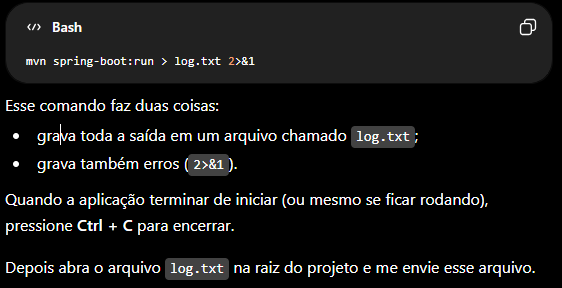 Bash
mvn spring-boot:run > log.txt 2>&1
Esse comando faz duas coisas:
• grava toda a saída em um arquivo chamado log.txt;
• grava também erros (2>&1).
Quando a aplicação terminar de iniciar (ou mesmo se ficar rodando),
pressione Ctrl + C para encerrar.
Depois abra o arquivo log.txt na raiz do projeto e me envie esse arquivo.